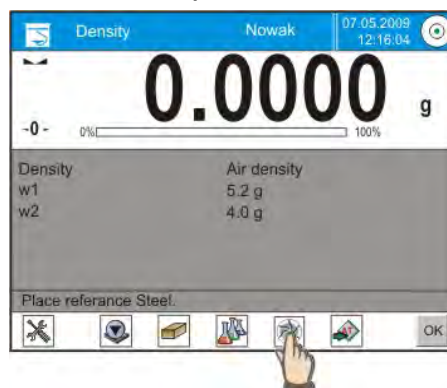 Density Nowak 07.05.2009
12:16:04
0.0000 g
-0- 0% 100%
Density Air density
w1 5.2 g
w2 4.0 g
Place referance Steel.
OK